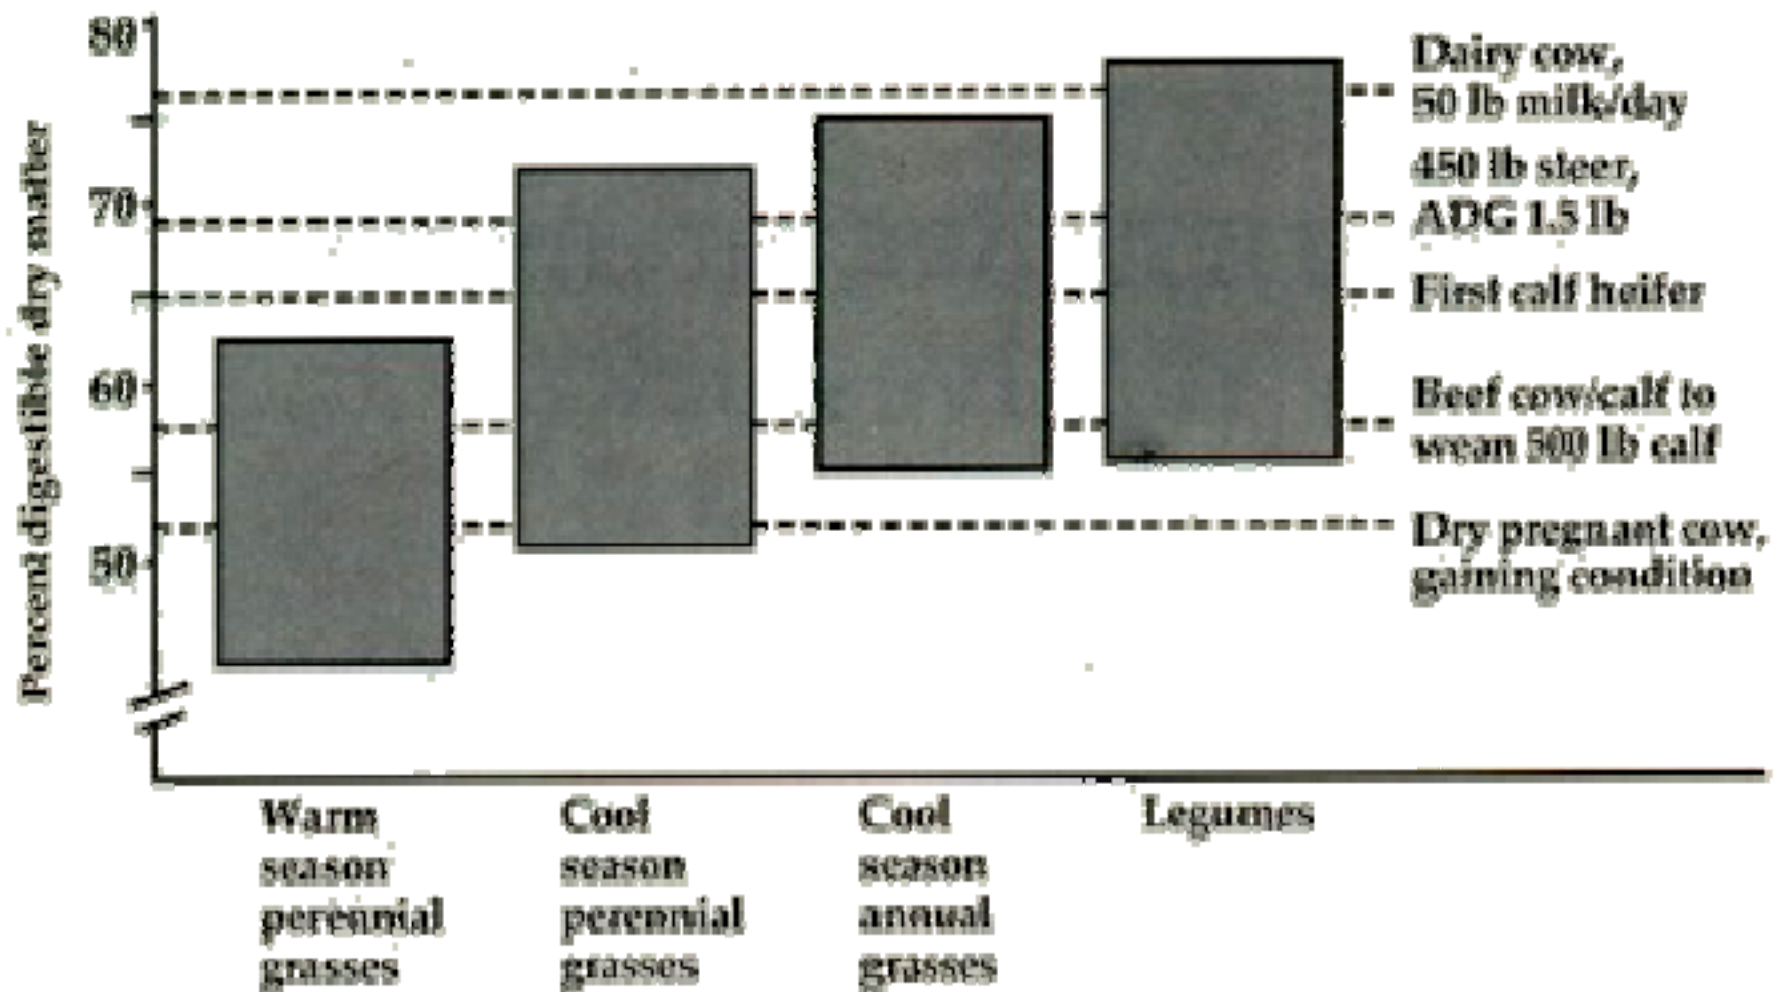 Percent digestible dry matter
80
70
60
50
Dairy cow,
50 lb milk/day
450 lb steer,
ADG 1.5 lb
First calf heifer
Beef cow/calf to
wean 500 lb calf
Dry pregnant cow,
gaining condition
Warm
season
perennial
grasses
Cool
season
perennial
grasses
Cool
season
annual
grasses
Legumes